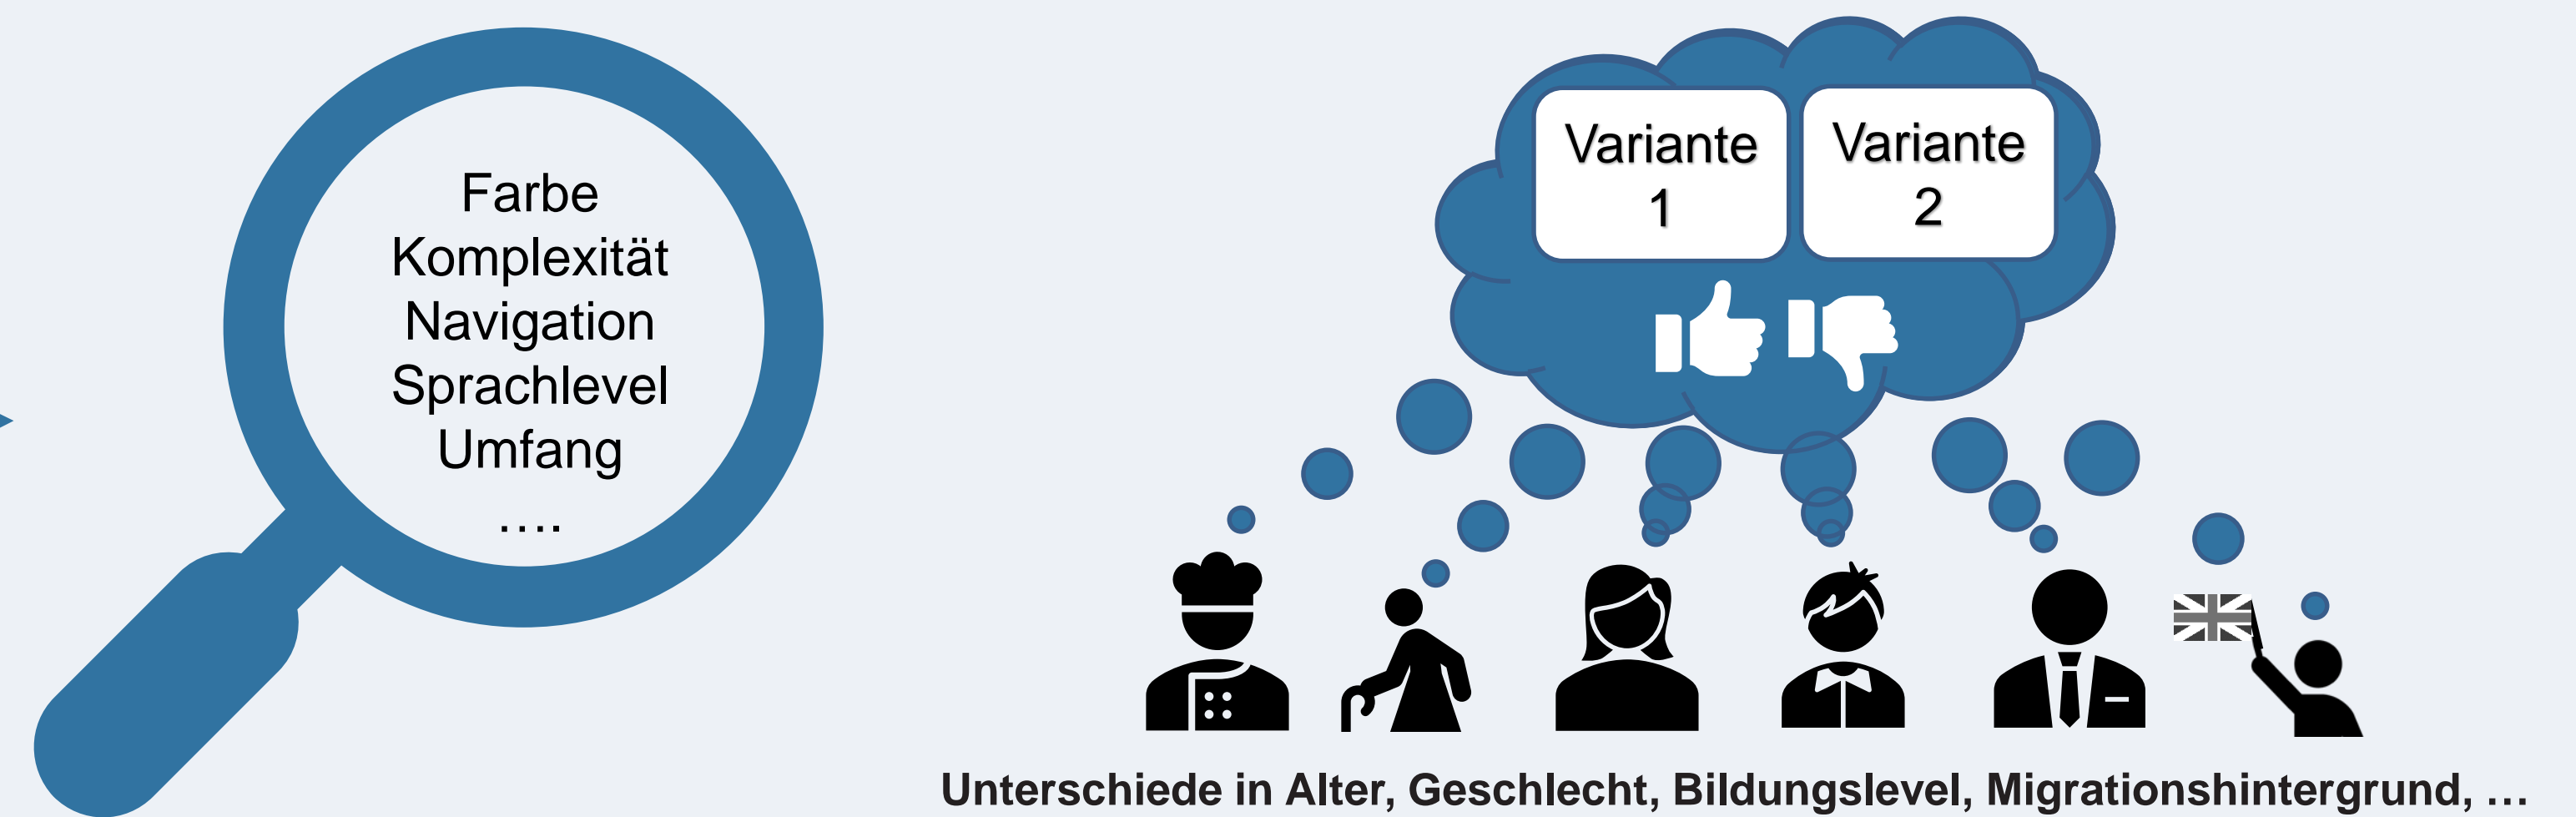 Farbe
Komplexität
Navigation
Sprachlevel
Umfang
….
Variante
1
Variante
2
Unterschiede in Alter, Geschlecht, Bildungslevel, Migrationshintergrund, …